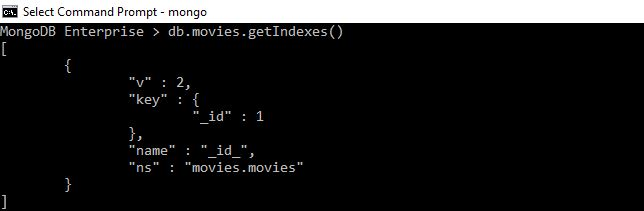 Select Command Prompt - mongo
MongoDB Enterprise > db.movies.getIndexes()
[
        {
                "v" : 2,
                "key" : {
                        "_id" : 1
                },
                "name" : "_id_",
                "ns" : "movies.movies"
        }
]